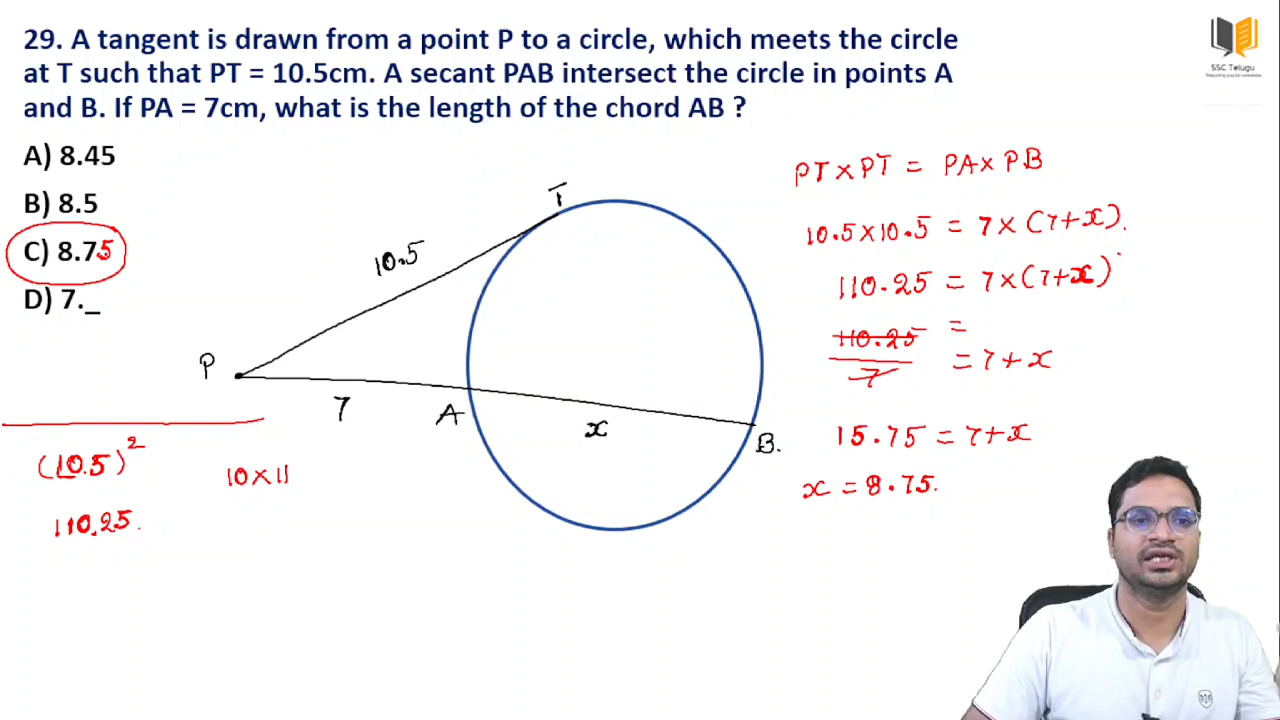 29. A tangent is drawn from a point P to a circle, which meets the circle
at T such that PT = 10.5cm. A secant PAB intersect the circle in points A
and B. If PA = 7cm, what is the length of the chord AB ?
A) 8.45
B) 8.5
C) 8.75
D) 7._
SSC Telugu
T
10.5
P
7
A
x
B.
(10.5)²
10×11
110.25.
PT×PT = PA×PB
10.5×10.5 = 7×(7+x).
110.25 = 7×(7+x)
110.25 =
7 = 7+x
15.75 = 7+x
x = 8.75.